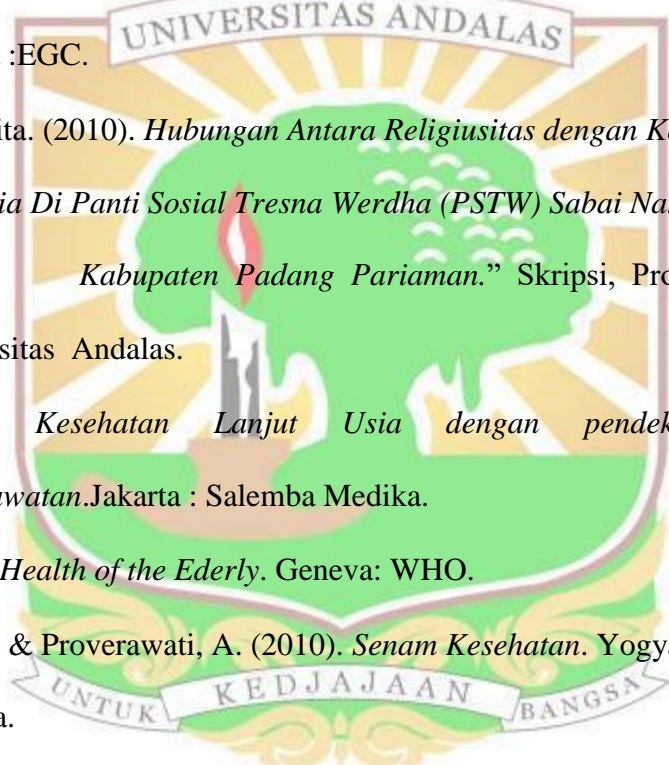 UNIVERSITAS ANDALAS
:EGC.
ita. (2010). Hubungan Antara Religiusitas dengan K
ia Di Panti Sosial Tresna Werdha (PSTW) Sabai Na
Kabupaten Padang Pariaman.” Skripsi, Pro
sitas Andalas.
Kesehatan Lanjut Usia dengan pendek
watan.Jakarta : Salemba Medika.
Health of the Ederly. Geneva: WHO.
& Proverawati, A. (2010). Senam Kesehatan. Yogya
UNTUK KEDJAJAAN BANGSA
a.